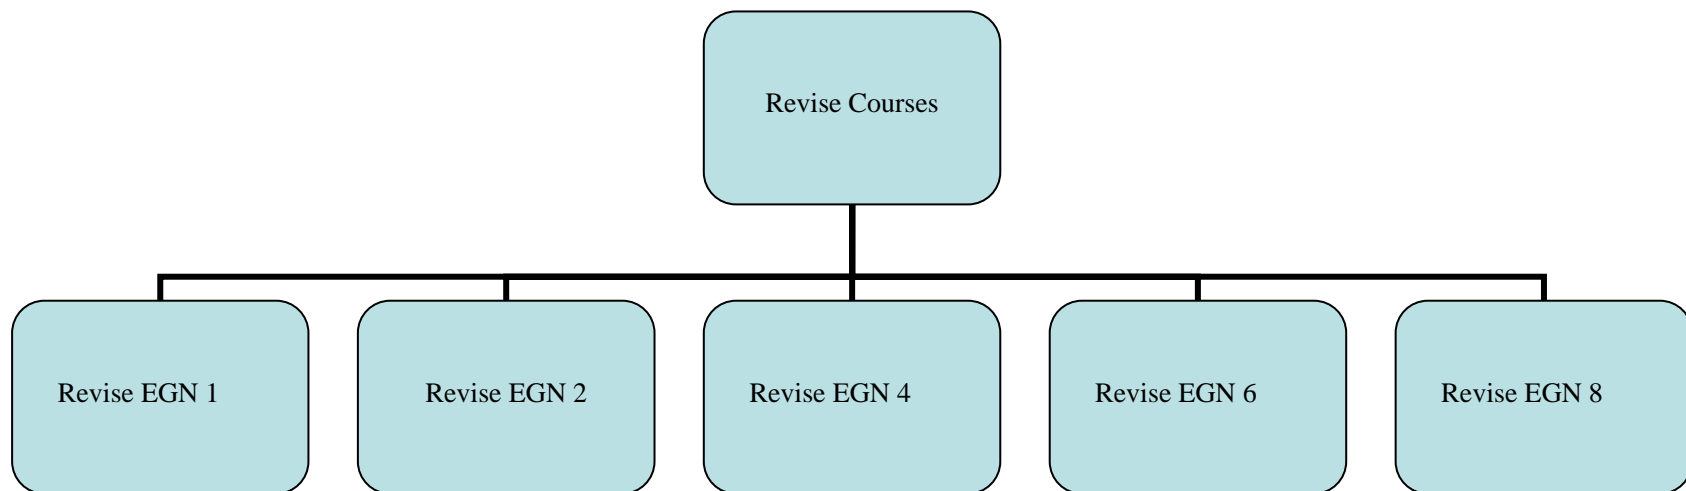 Revise Courses
Revise EGN 1
Revise EGN 2
Revise EGN 4
Revise EGN 6
Revise EGN 8